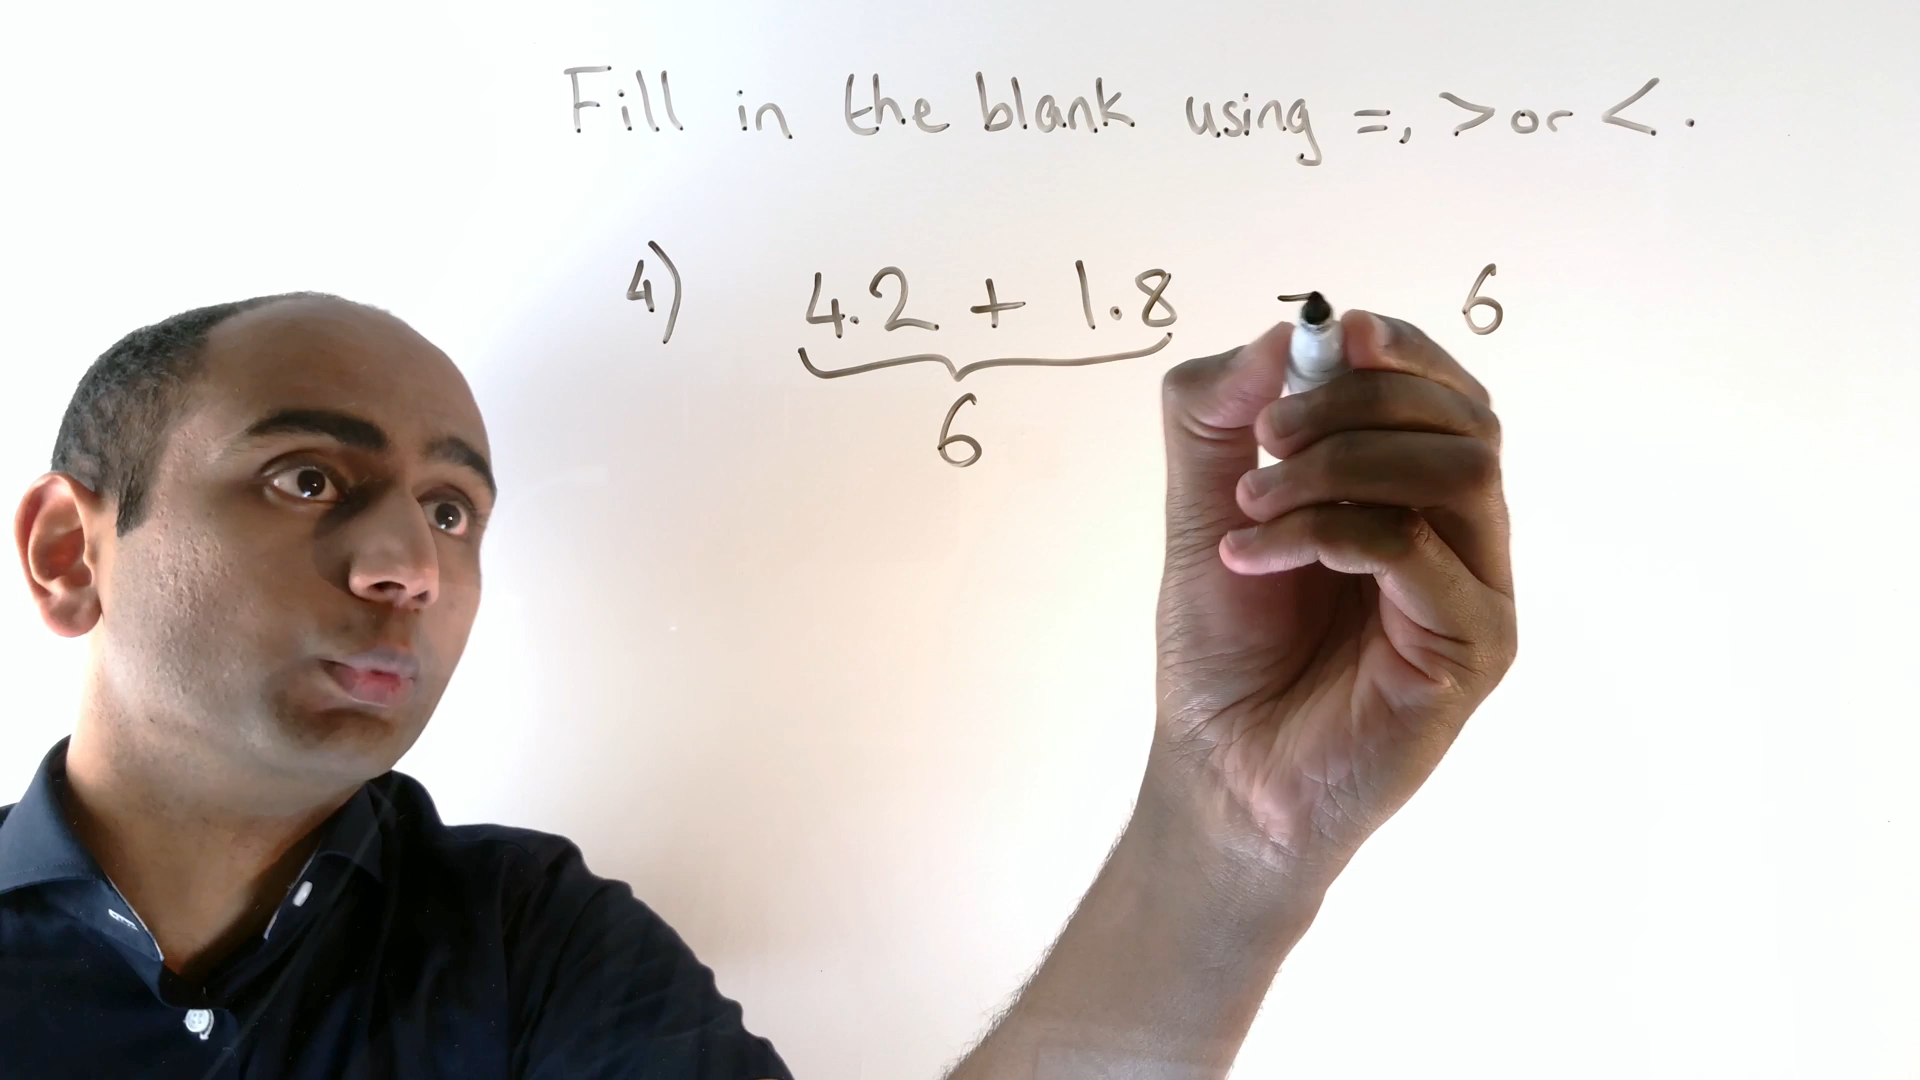 Fill in the blank using =, > or <.
4) 4.2 + 1.8 - 6
6